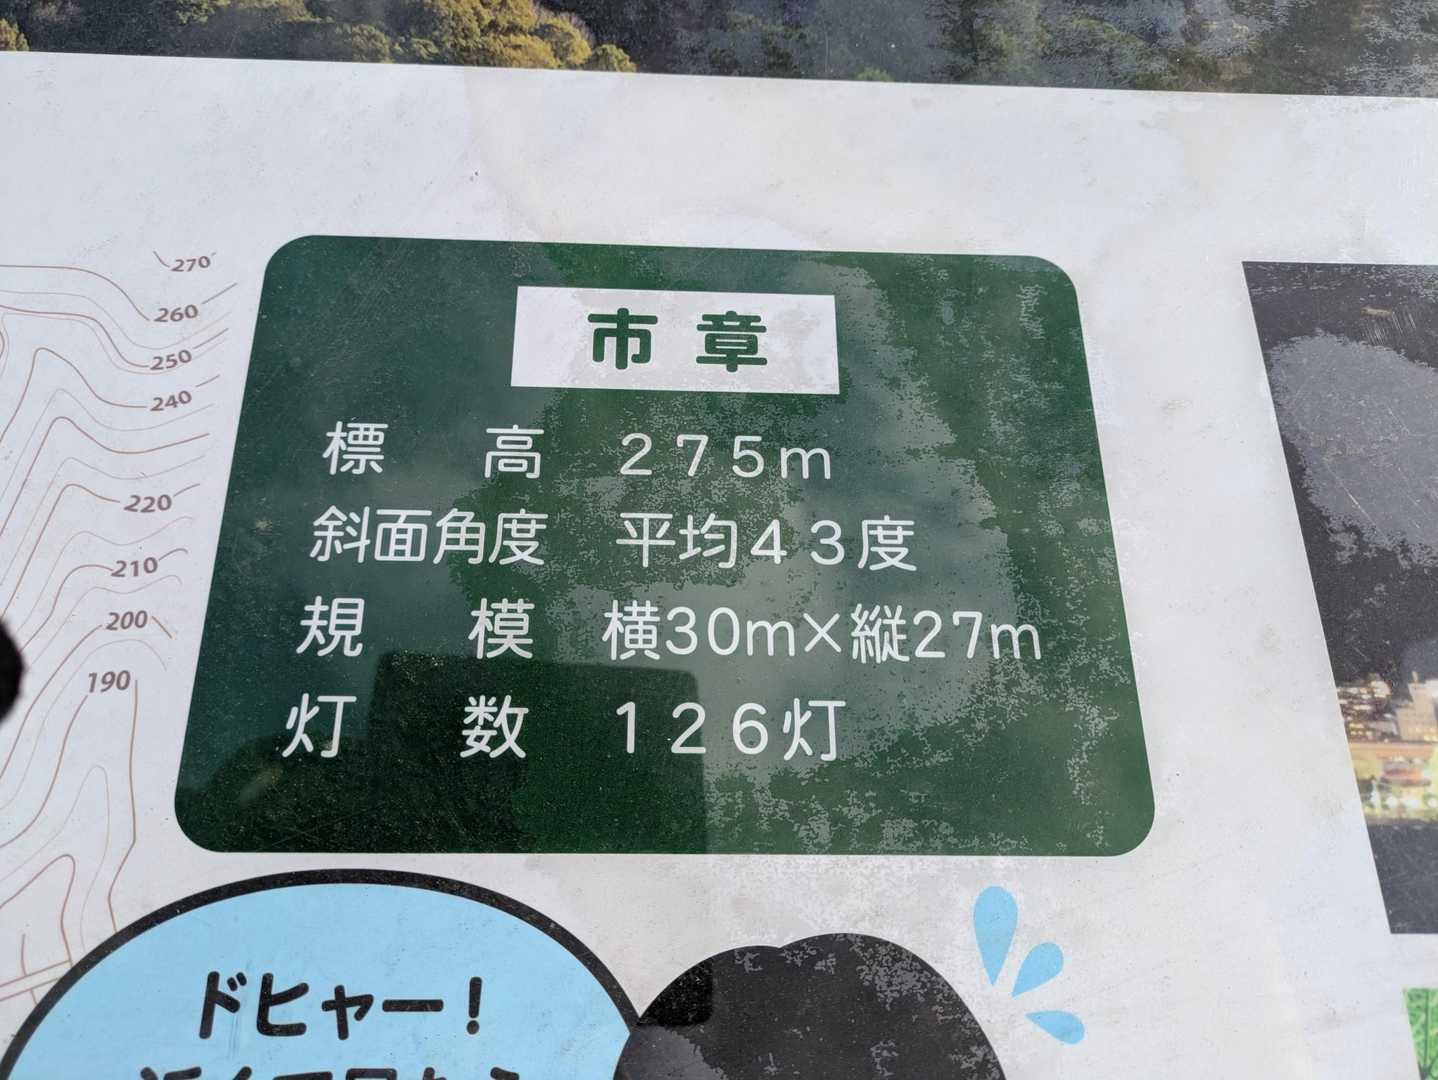 270
260
250
240
220
210
200
190
市章
標高 275m
斜面角度 平均43度
規模 横30m×縦27m
灯数 126灯
ドヒャー!